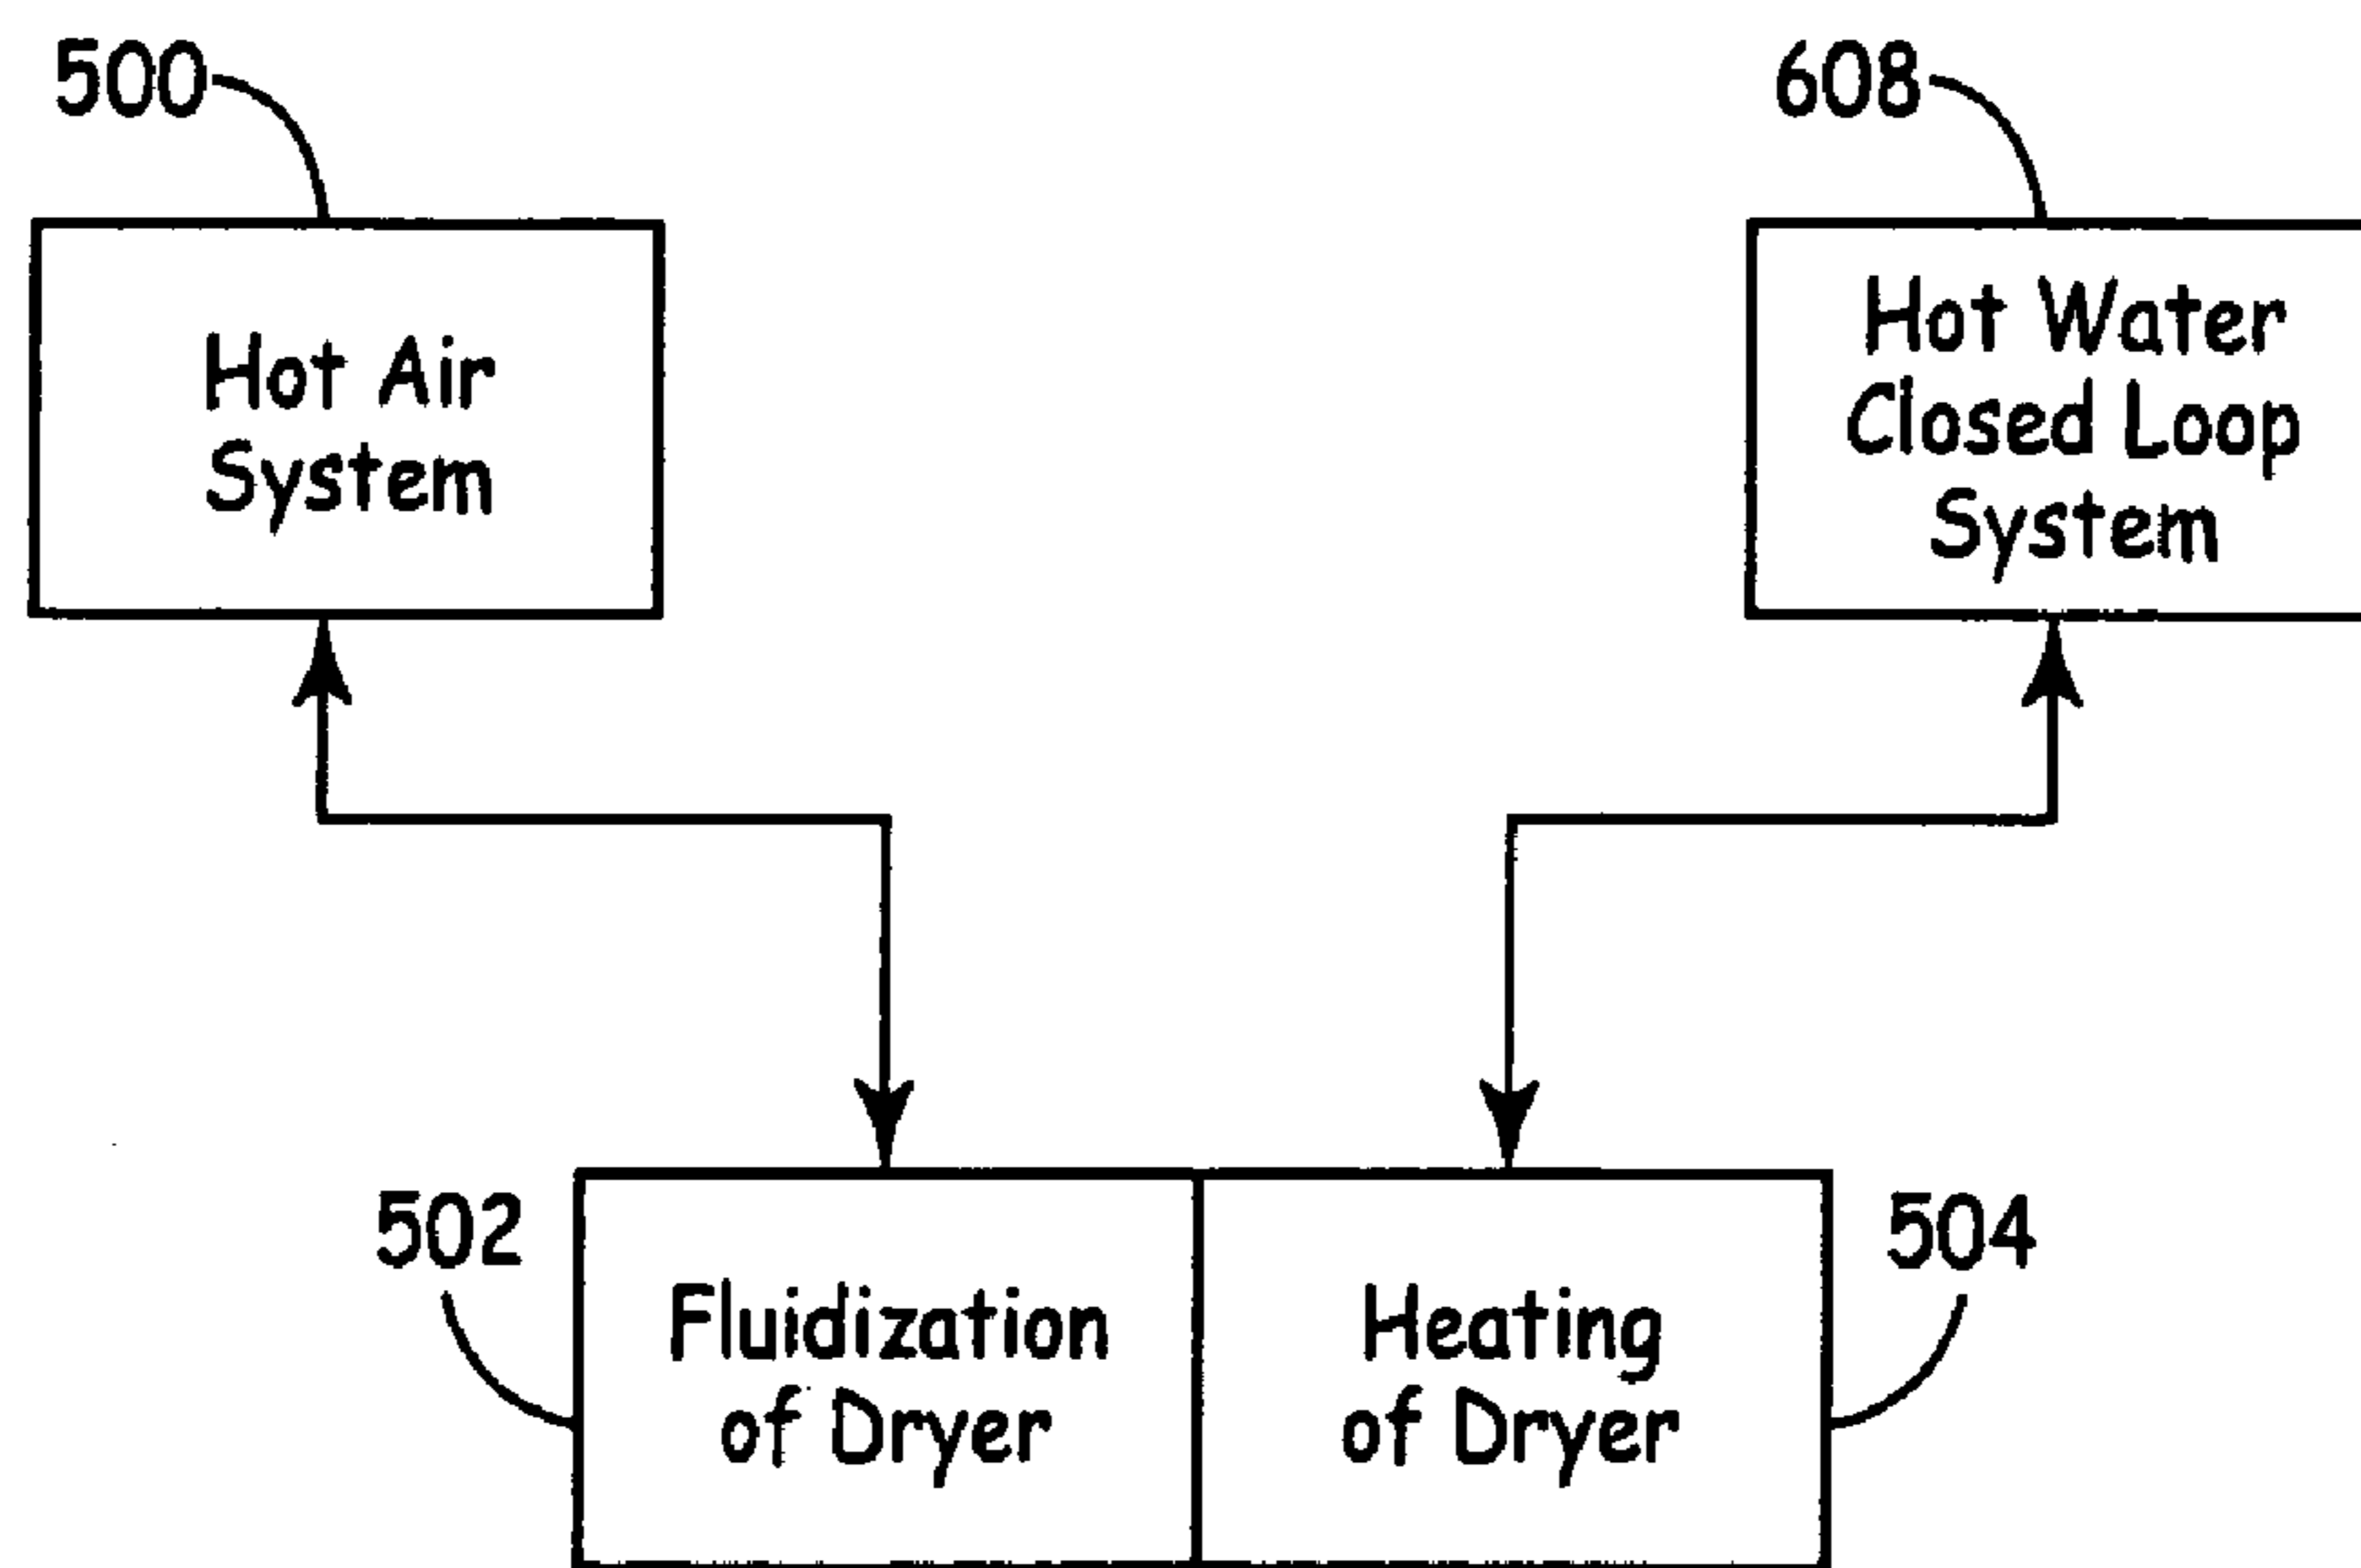 500
608
Hot Air
System
Hot Water
Closed Loop
System
502
504
Fluidization
of Dryer
Heating
of Dryer